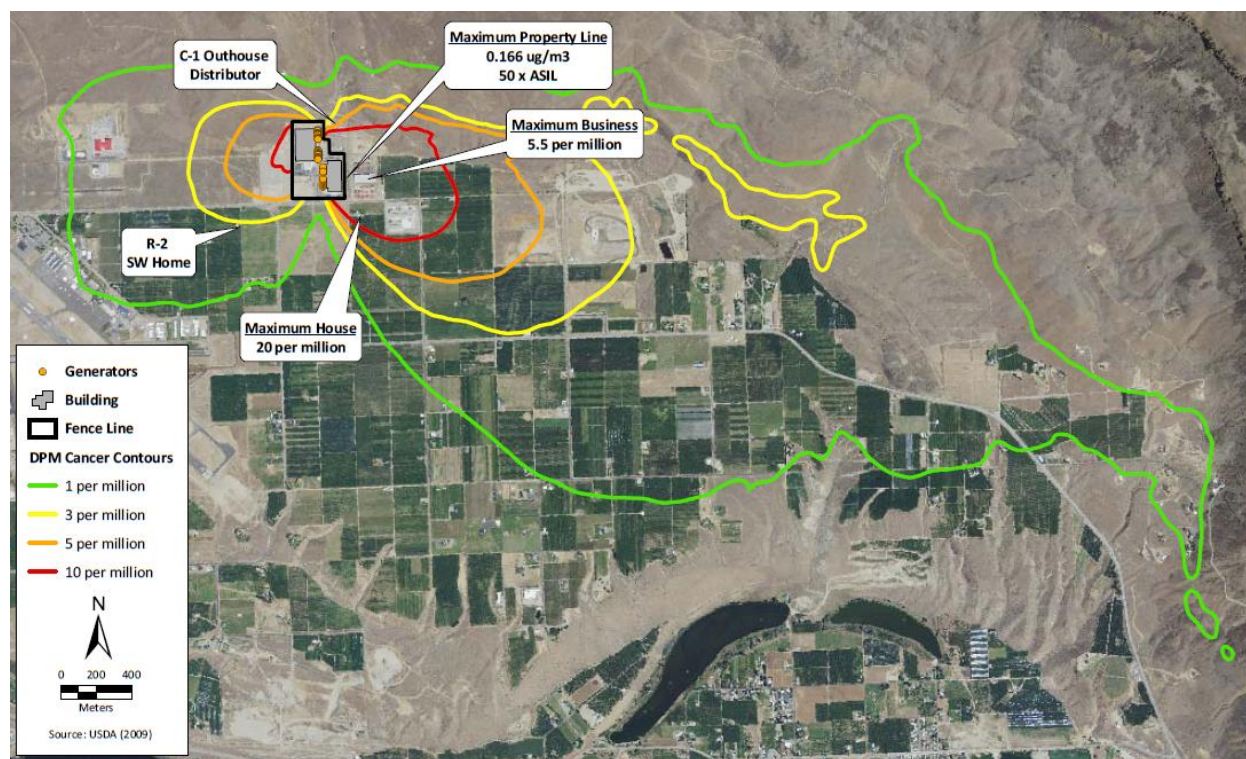 Maximum Property Line
0.166 ug/m3
50 x ASIL
C-1 Outhouse
Distributor
Maximum Business
5.5 per million
R-2
SW Home
Maximum House
20 per million
Generators
Building
Fence Line
DPM Cancer Contours
1 per million
3 per million
5 per million
10 per million
N
0 200 400
Meters
Source: USDA (2009)